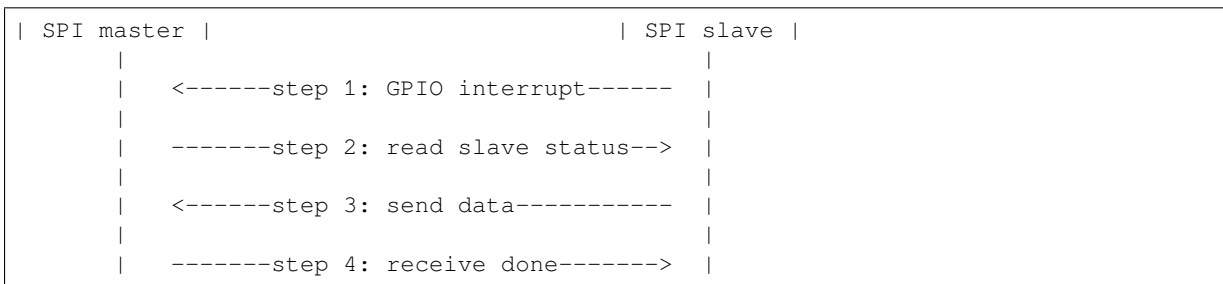 | SPI master |                                  | SPI slave |
       |                                                |
       |   <------step 1: GPIO interrupt------   |
       |                                                |
       |   -------step 2: read slave status-->   |
       |                                                |
       |   <------step 3: send data-----------   |
       |                                                |
       |   -------step 4: receive done------->   |